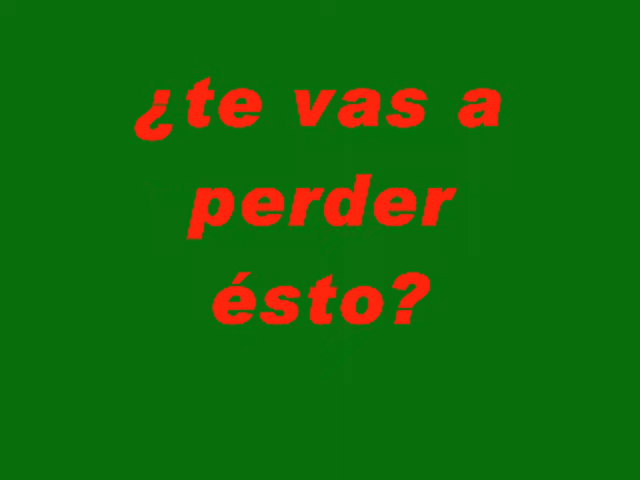 ¿te vas a
perder
ésto?